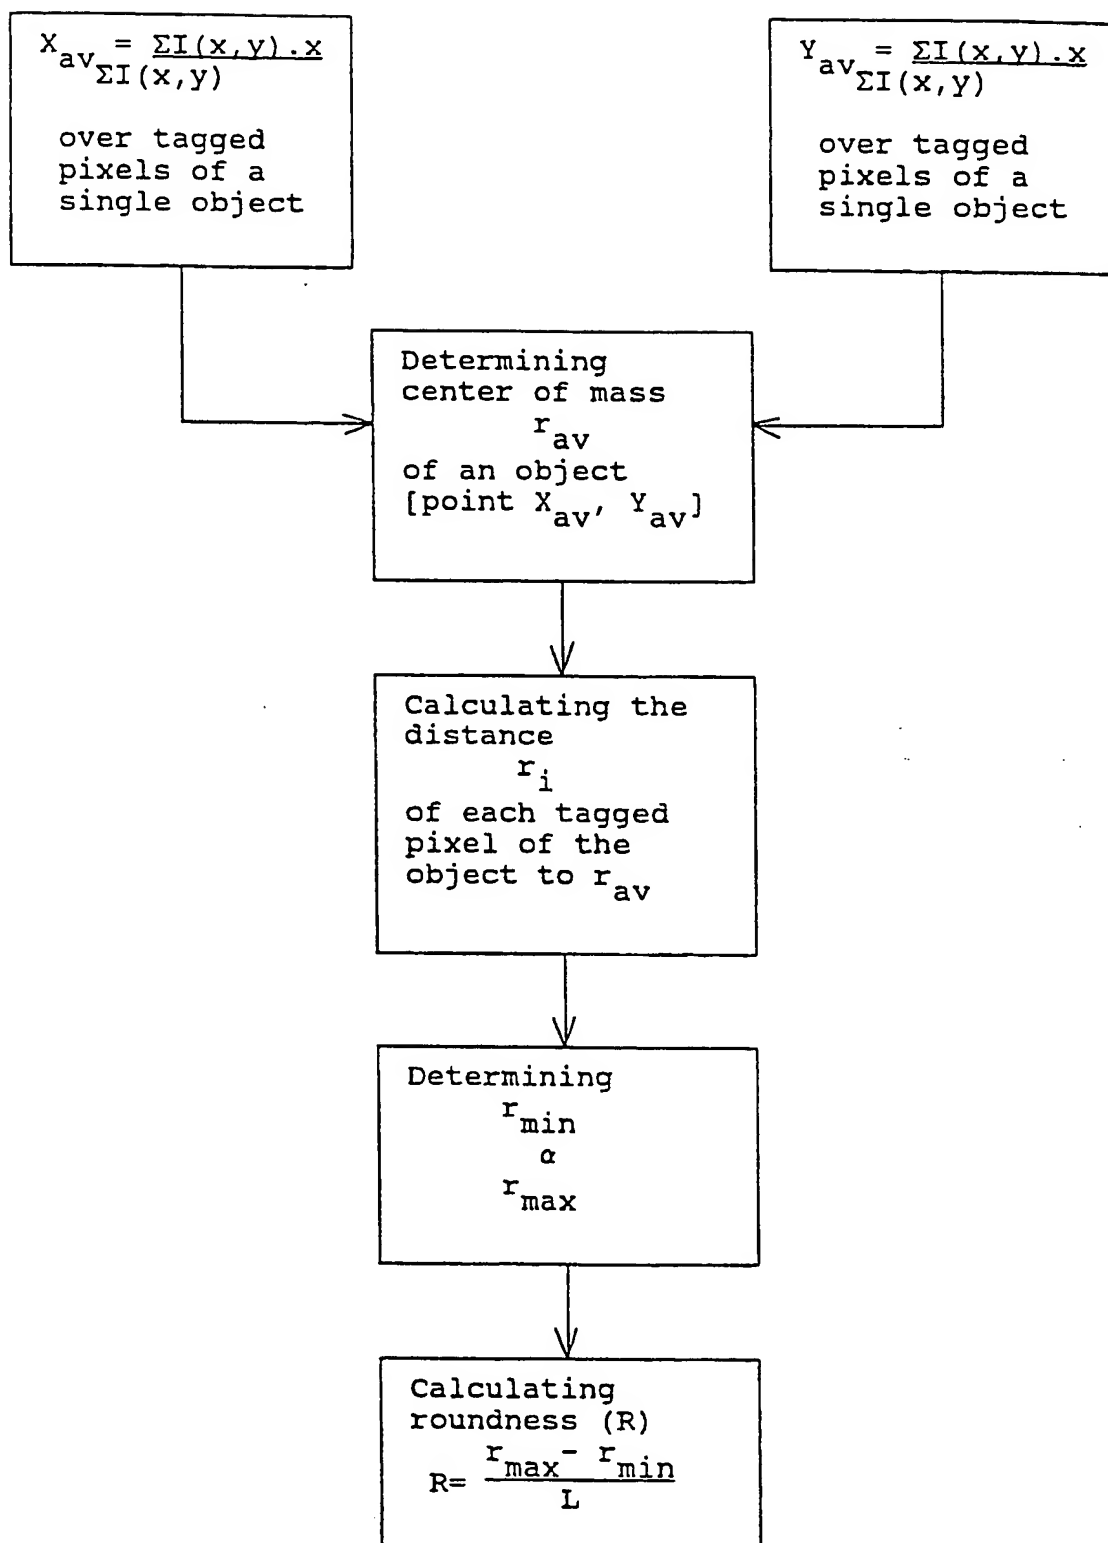 X_av = ΣI(x,y).x
ΣI(x,y)
over tagged
pixels of a
single object
Y_av = ΣI(x,y).x
ΣI(x,y)
over tagged
pixels of a
single object
Determining
center of mass
r_av
of an object
[point X_av, Y_av]
Calculating the
distance
r_i
of each tagged
pixel of the
object to r_av
Determining
r_min
α
r_max
Calculating
roundness (R)
R= r_max - r_min
L